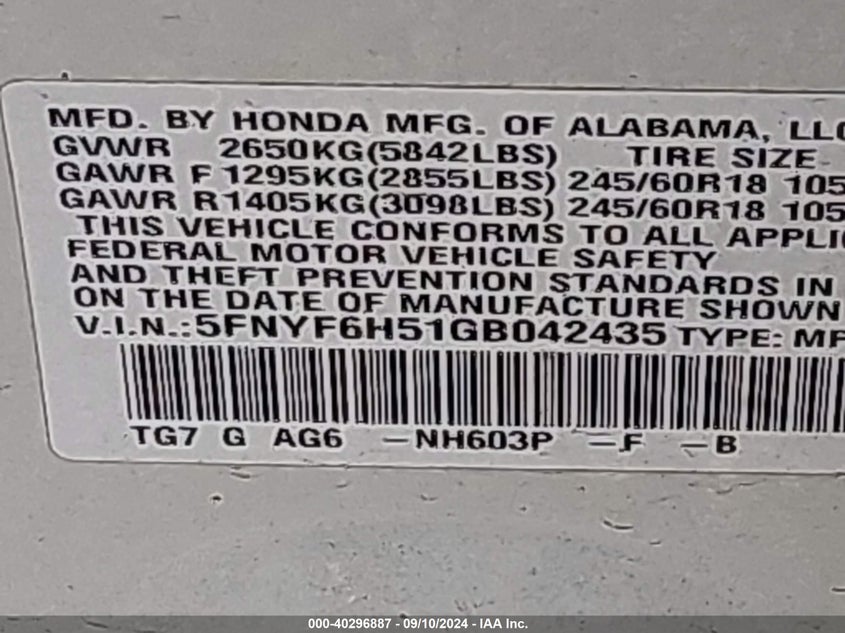 MFD. BY HONDA MFG. OF ALABAMA, LLC
GVWR 2650KG(5842LBS) TIRE SIZE
GAWR F 1295KG(2855LBS) 245/60R18 105
GAWR R 1405KG(3098LBS) 245/60R18 105
THIS VEHICLE CONFORMS TO ALL APPLIC
FEDERAL MOTOR VEHICLE SAFETY
AND THEFT PREVENTION STANDARDS IN
ON THE DATE OF MANUFACTURE SHOWN
V.I.N.:5FNYF6H51GB042435 TYPE: MP
TG7 G AG6 -NH603P -F -B
000-40296887 - 09/10/2024 - IAA Inc.